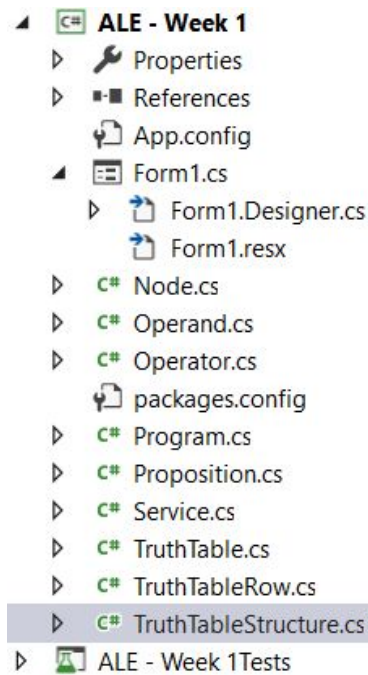 C# ALE - Week 1
Properties
References
App.config
Form1.cs
Form1.Designer.cs
Form1.resx
C# Node.cs
C# Operand.cs
C# Operator.cs
packages.config
C# Program.cs
C# Proposition.cs
C# Service.cs
C# TruthTable.cs
C# TruthTableRow.cs
C# TruthTableStructure.cs
ALE - Week 1Tests